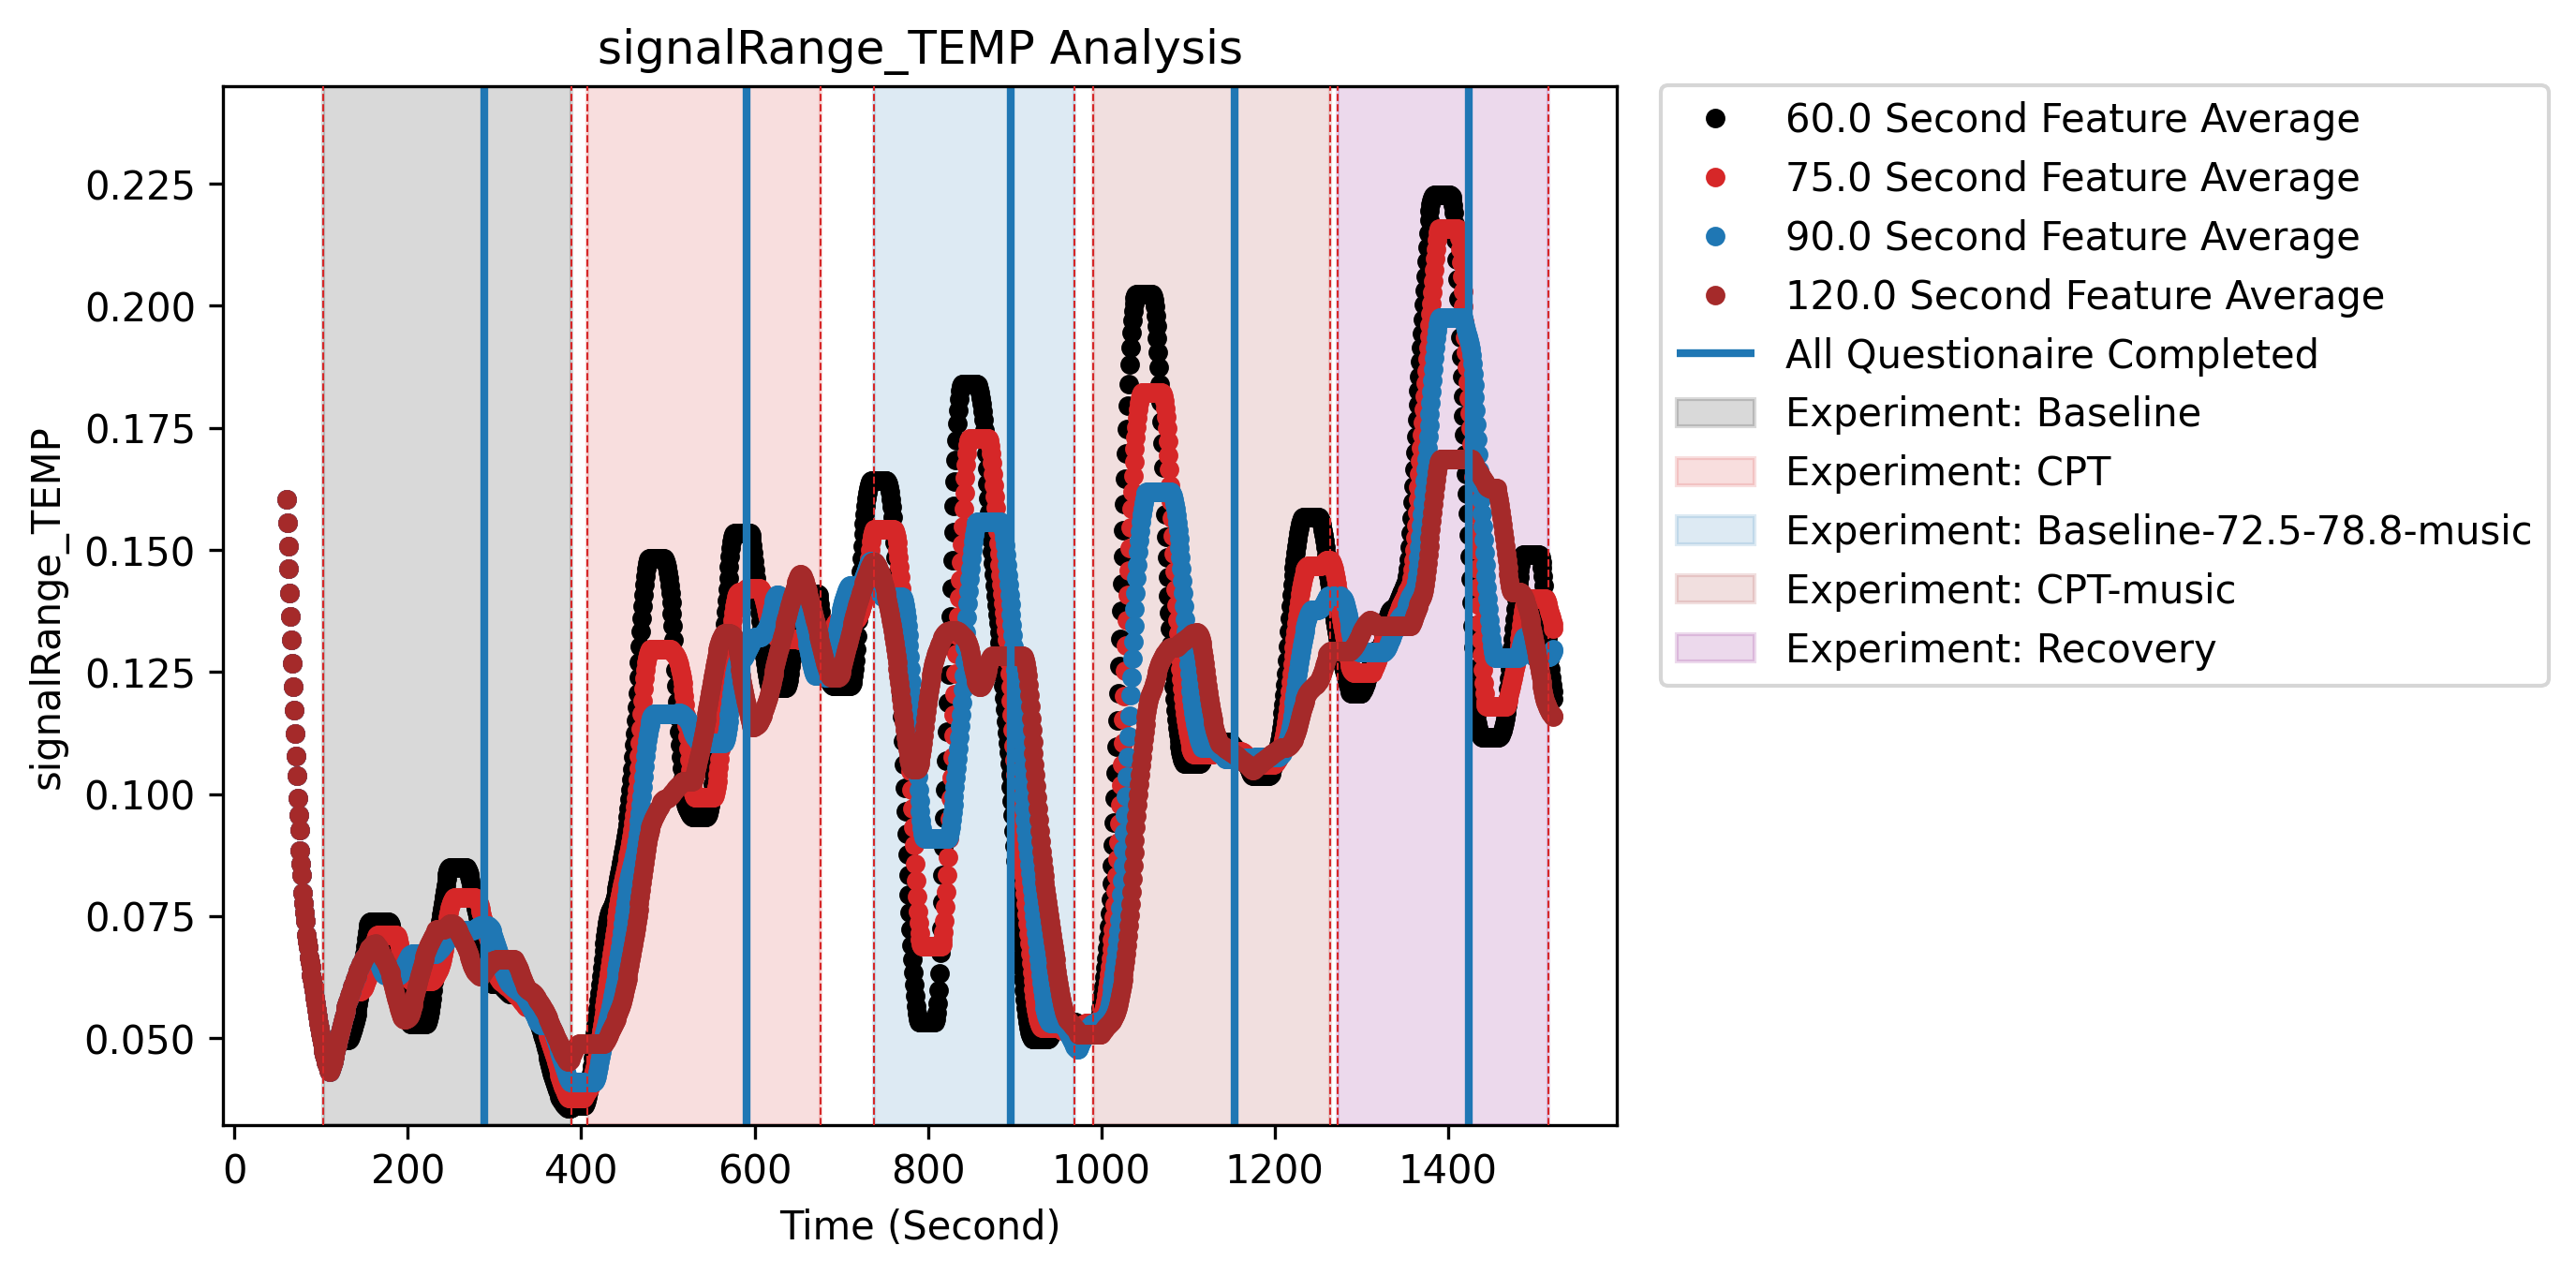 signalRange_TEMP Analysis
signalRange_TEMP
0.225
0.200
0.175
0.150
0.125
0.100
0.075
0.050
0 200 400 600 800 1000 1200 1400
Time (Second)
60.0 Second Feature Average
75.0 Second Feature Average
90.0 Second Feature Average
120.0 Second Feature Average
All Questionaire Completed
Experiment: Baseline
Experiment: CPT
Experiment: Baseline-72.5-78.8-music
Experiment: CPT-music
Experiment: Recovery